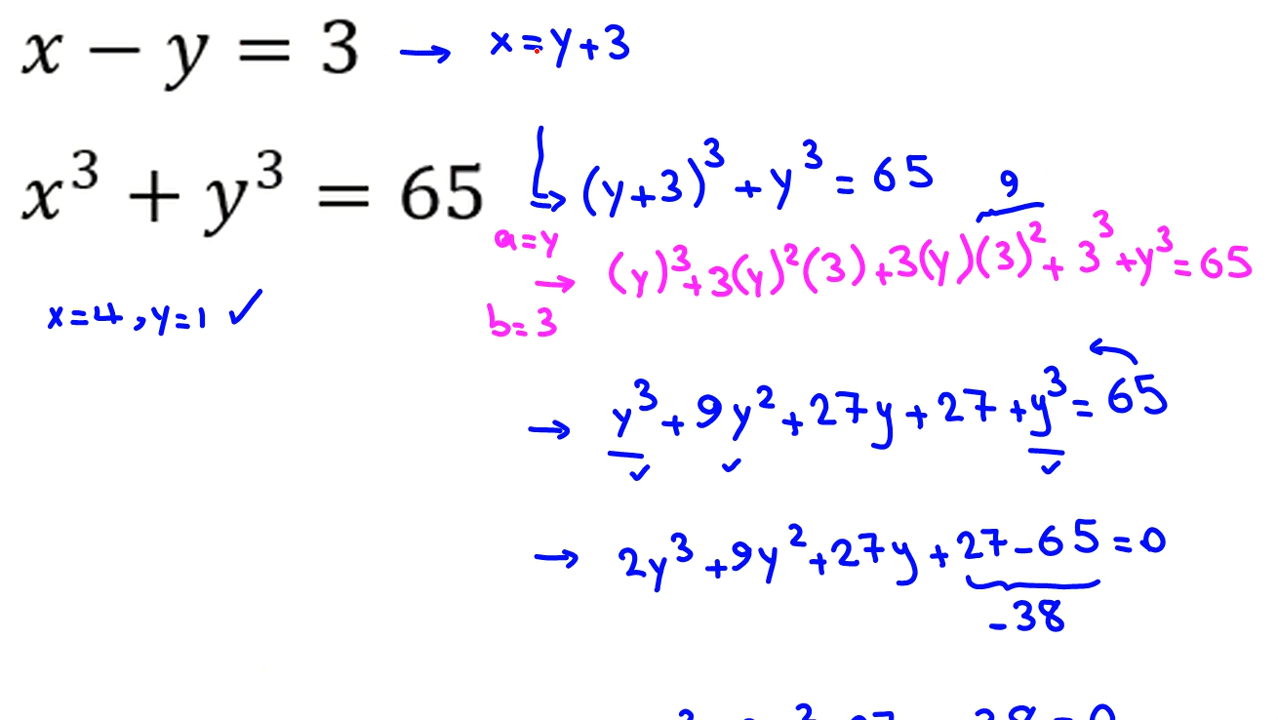 x − y = 3 → x = y + 3
x³ + y³ = 65
(y+3)³ + y³ = 65
9
a = y
→ (y)³ + 3(y)²(3) + 3(y)(3)² + 3³ + y³ = 65
b = 3
x = 4, y = 1 ✓
→ y³ + 9y² + 27y + 27 + y³ = 65
→ 2y³ + 9y² + 27y + 27 − 65 = 0
−38